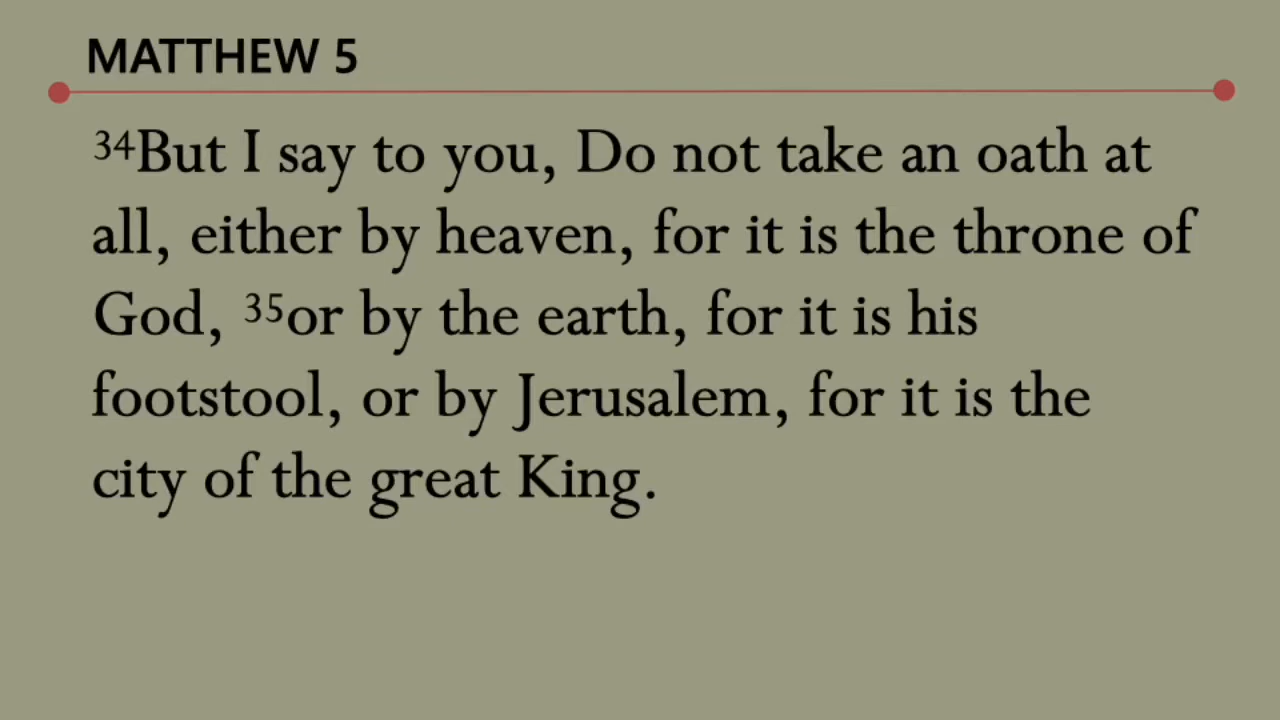 MATTHEW 5
³⁴But I say to you, Do not take an oath at
all, either by heaven, for it is the throne of
God, ³⁵or by the earth, for it is his
footstool, or by Jerusalem, for it is the
city of the great King.